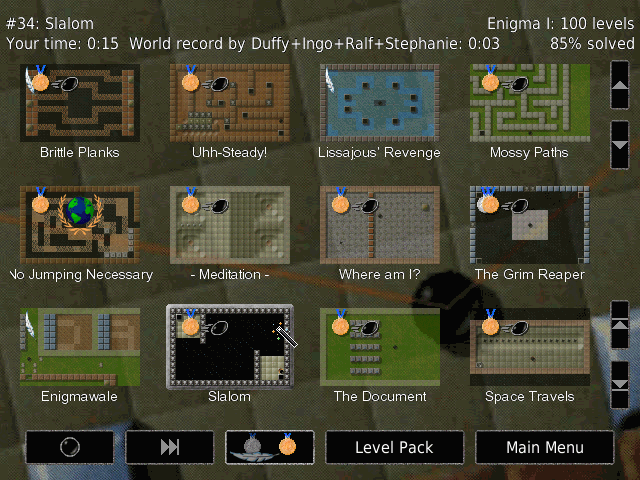 #34: Slalom
Enigma I: 100 levels
Your time: 0:15 World record by Duffy+Ingo+Ralf+Stephanie: 0:03
85% solved
Brittle Planks
Uhh-Steady!
Lissajous' Revenge
Mossy Paths
No Jumping Necessary
- Meditation -
Where am I?
The Grim Reaper
Enigmawale
Slalom
The Document
Space Travels
Level Pack
Main Menu